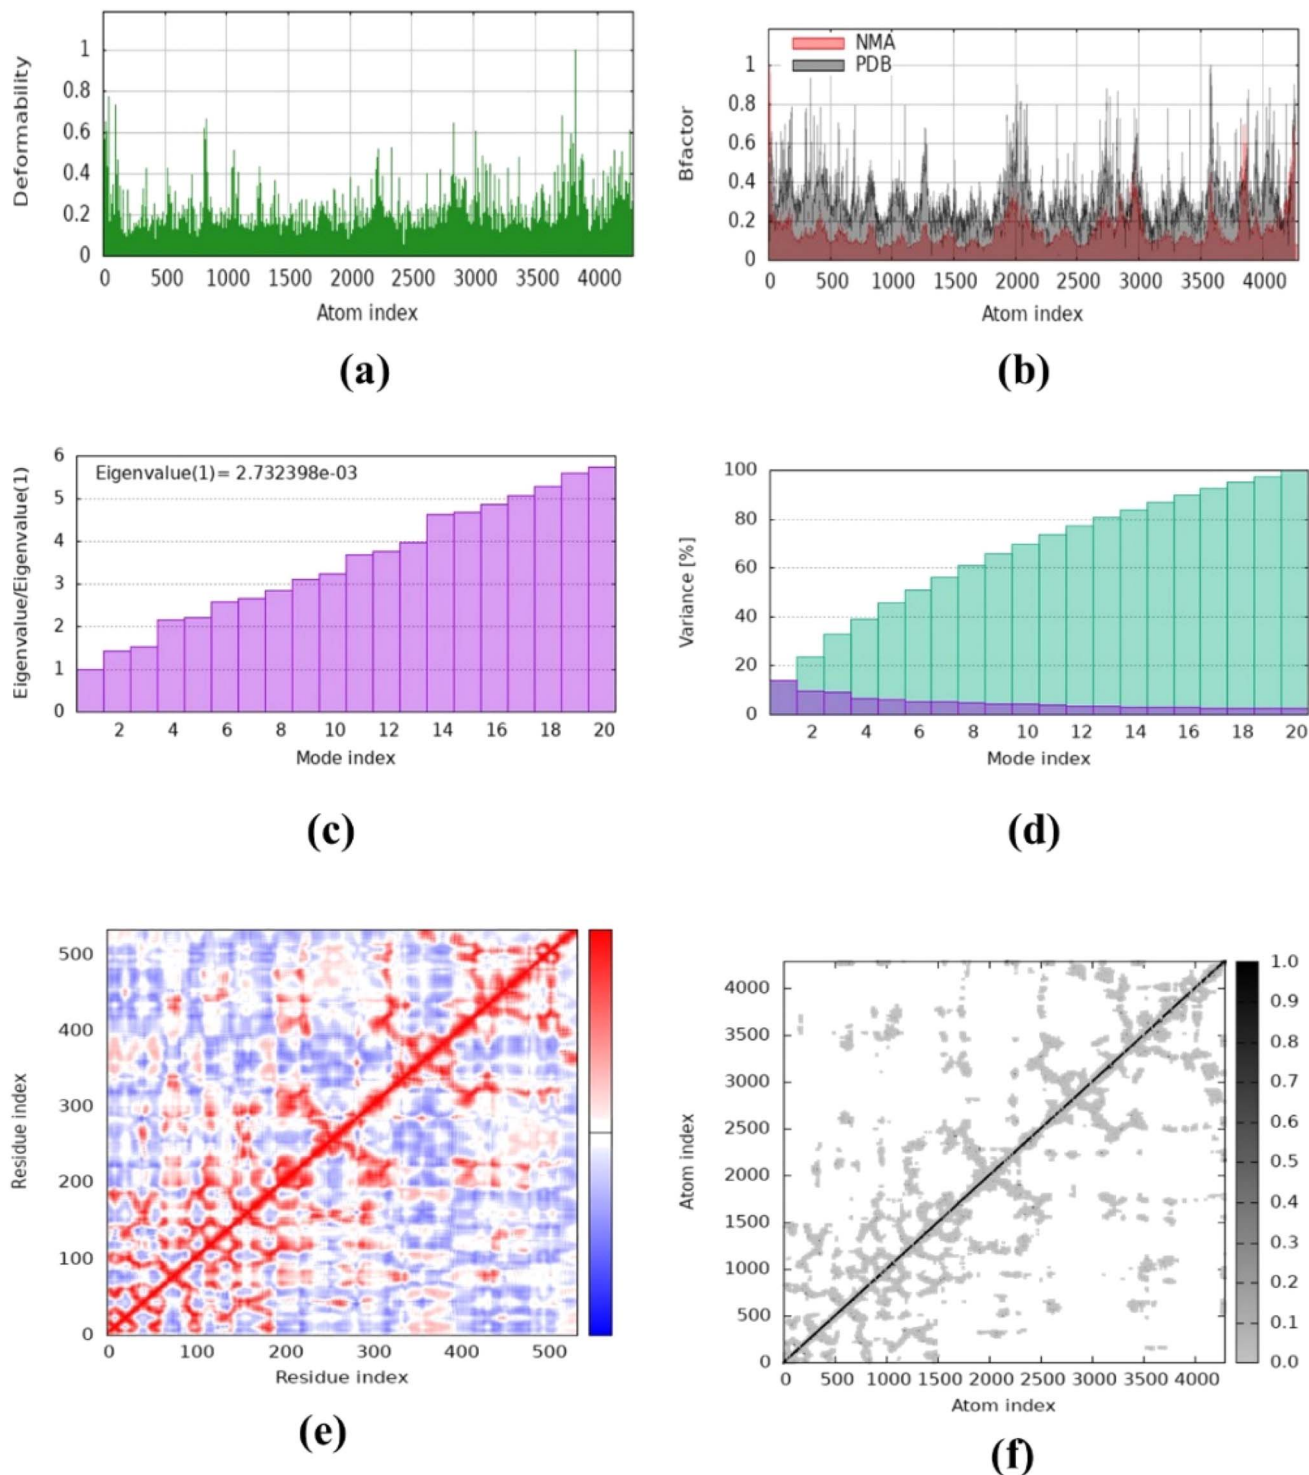 Deformability
1
0.8
0.6
0.4
0.2
0
0 500 1000 1500 2000 2500 3000 3500 4000
Atom index
(a)
NMA
PDB
Bfactor
1
0.8
0.6
0.4
0.2
0
0 500 1000 1500 2000 2500 3000 3500 4000
Atom index
(b)
Eigenvalue(1)= 2.732398e-03
Eigenvalue/Eigenvalue(1)
6
5
4
3
2
1
0
2 4 6 8 10 12 14 16 18 20
Mode index
(c)
Variance [%]
100
80
60
40
20
0
2 4 6 8 10 12 14 16 18 20
Mode index
(d)
Residue index
500
400
300
200
100
0
0 100 200 300 400 500
Residue index
(e)
Atom index
4000
3500
3000
2500
2000
1500
1000
500
0
0 500 1000 1500 2000 2500 3000 3500 4000
Atom index
1.0
0.9
0.8
0.7
0.6
0.5
0.4
0.3
0.2
0.1
0.0
(f)